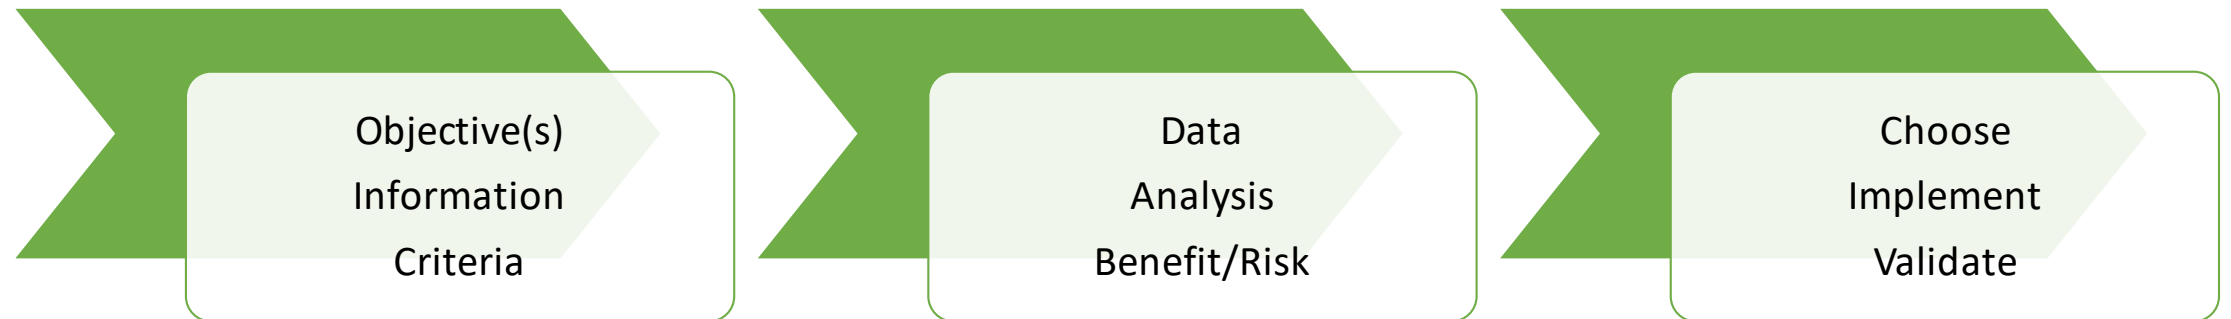 Objective(s)
Information
Criteria
Data
Analysis
Benefit/Risk
Choose
Implement
Validate